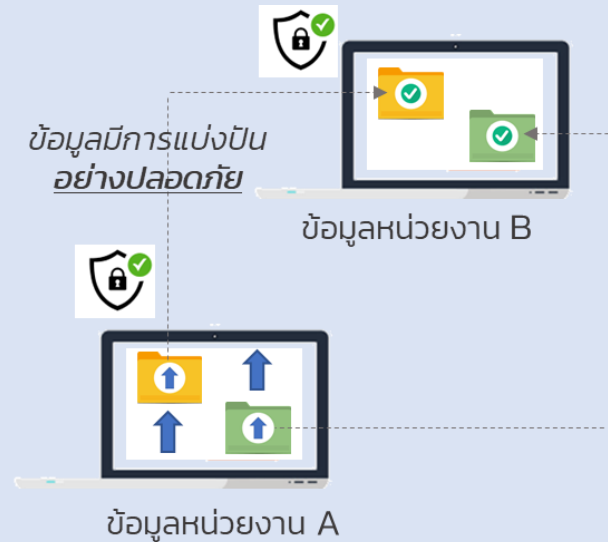 ข้อมูลมีการแบ่งปัน
อย่างปลอดภัย
ข้อมูลหน่วยงาน B
ข้อมูลหน่วยงาน A